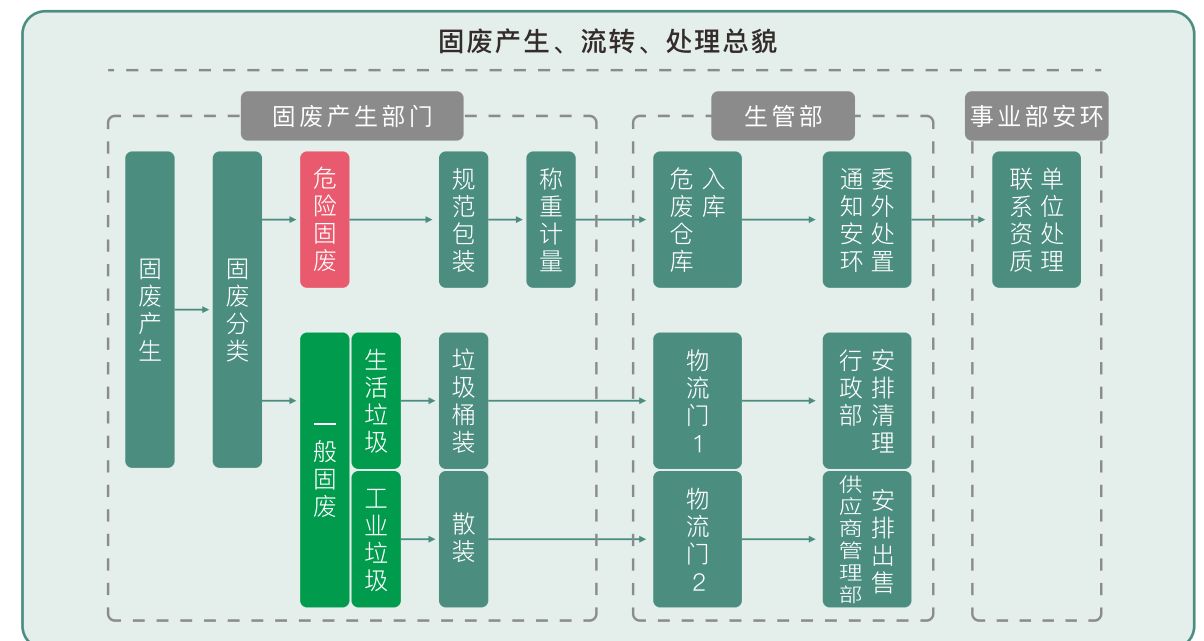 固废产生、流转、处理总貌
固废产生部门
生管部
事业部安环
固废产生
固废分类
危险固废
规范包装
称重计量
危废仓库
入库
通知安环
委外处置
联系资质
单位处理
一般固废
生活垃圾
垃圾桶装
物流门1
行政部
安排清理
工业垃圾
散装
物流门2
供应商管理部
安排出售